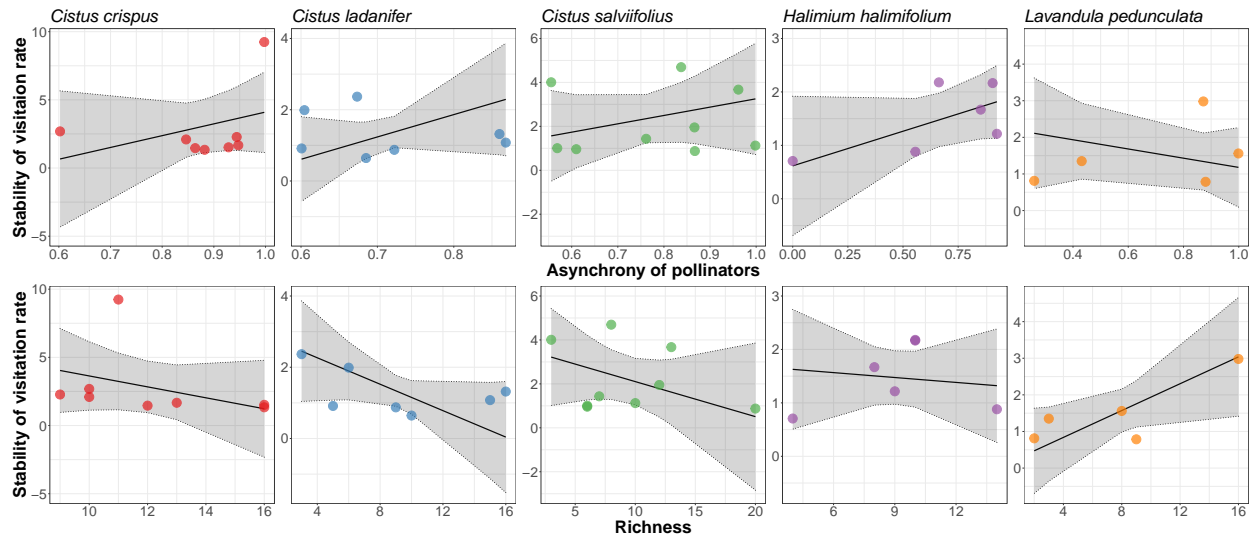 Cistus crispus
Cistus ladanifer
Cistus salviifolius
Halimium halimifolium
Lavandula pedunculata
Stability of visitaion rate
10
5
0
−5
0.6 0.7 0.8 0.9 1.0
4
2
0
0.6 0.7 0.8
6
4
2
0
−2
0.6 0.7 0.8 0.9 1.0
3
2
1
0
0.00 0.25 0.50 0.75
4
3
2
1
0
0.4 0.6 0.8 1.0
Asynchrony of pollinators
Stability of visitation rate
10
5
0
−5
10 12 14 16
4
2
0
4 6 8 10 12 14 16
6
4
2
0
−2
5 10 15 20
3
2
1
0
6 9 12
4
3
2
1
0
4 8 12 16
Richness